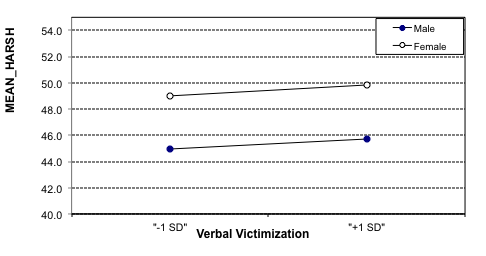 MEAN_HARSH
54.0
52.0
50.0
48.0
46.0
44.0
42.0
40.0
Male
Female
"-1 SD"
"+1 SD"
Verbal Victimization